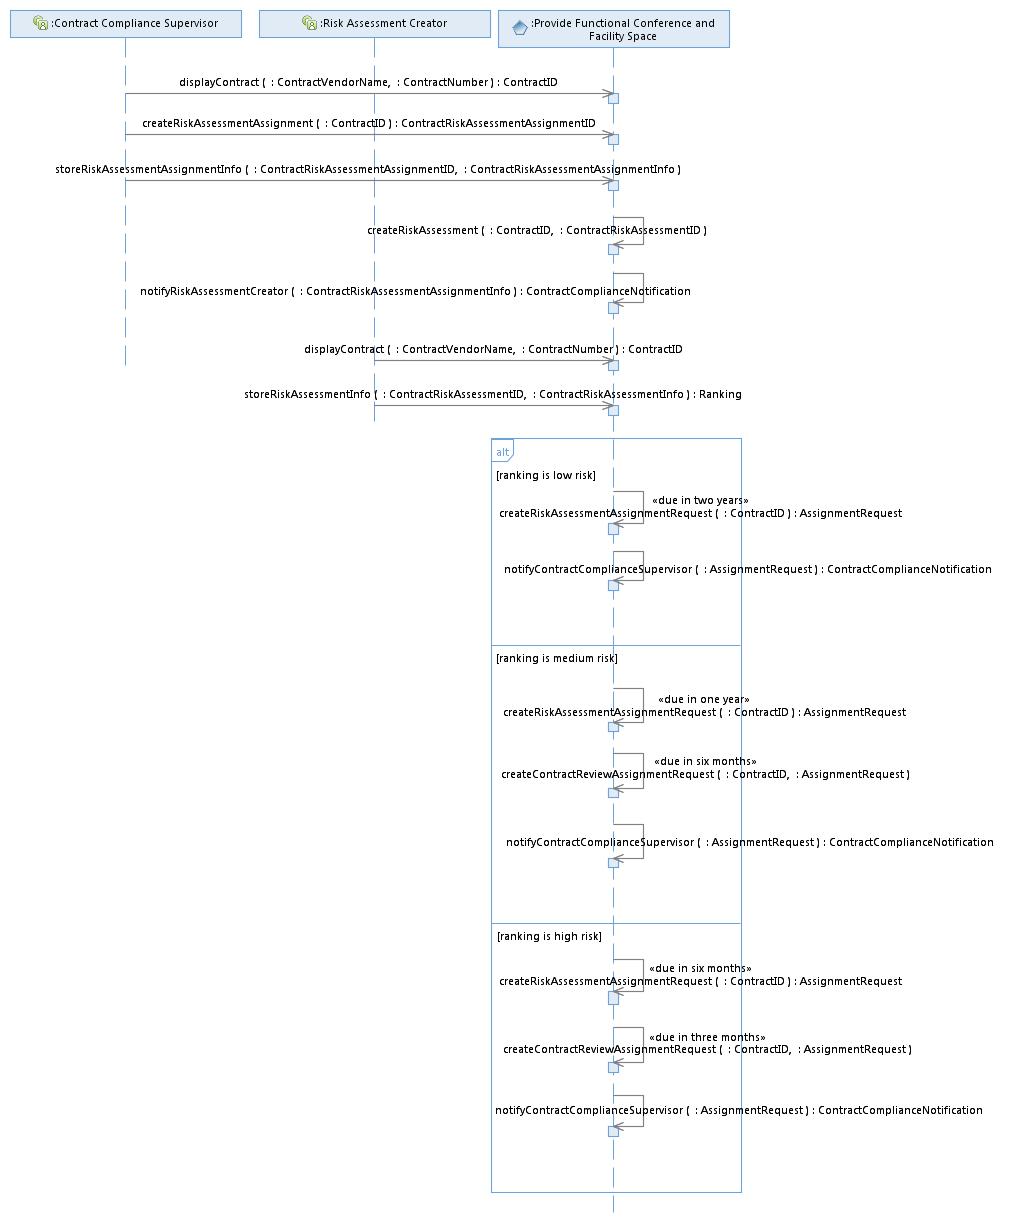 :Contract Compliance Supervisor
:Risk Assessment Creator
:Provide Functional Conference and
Facility Space
displayContract ( : ContractVendorName, : ContractNumber ) : ContractID
createRiskAssessmentAssignment ( : ContractID ) : ContractRiskAssessmentAssignmentID
storeRiskAssessmentAssignmentInfo ( : ContractRiskAssessmentAssignmentID, : ContractRiskAssessmentAssignmentInfo )
createRiskAssessment ( : ContractID, : ContractRiskAssessmentID )
notifyRiskAssessmentCreator ( : ContractRiskAssessmentAssignmentInfo ) : ContractComplianceNotification
displayContract ( : ContractVendorName, : ContractNumber ) : ContractID
storeRiskAssessmentInfo ( : ContractRiskAssessmentID, : ContractRiskAssessmentInfo ) : Ranking
alt
[ranking is low risk]
«due in two years»
createRiskAssessmentAssignmentRequest ( : ContractID ) : AssignmentRequest
notifyContractComplianceSupervisor ( : AssignmentRequest ) : ContractComplianceNotification
[ranking is medium risk]
«due in one year»
createRiskAssessmentAssignmentRequest ( : ContractID ) : AssignmentRequest
«due in six months»
createContractReviewAssignmentRequest ( : ContractID, : AssignmentRequest )
notifyContractComplianceSupervisor ( : AssignmentRequest ) : ContractComplianceNotification
[ranking is high risk]
«due in six months»
createRiskAssessmentAssignmentRequest ( : ContractID ) : AssignmentRequest
«due in three months»
createContractReviewAssignmentRequest ( : ContractID, : AssignmentRequest )
notifyContractComplianceSupervisor ( : AssignmentRequest ) : ContractComplianceNotification